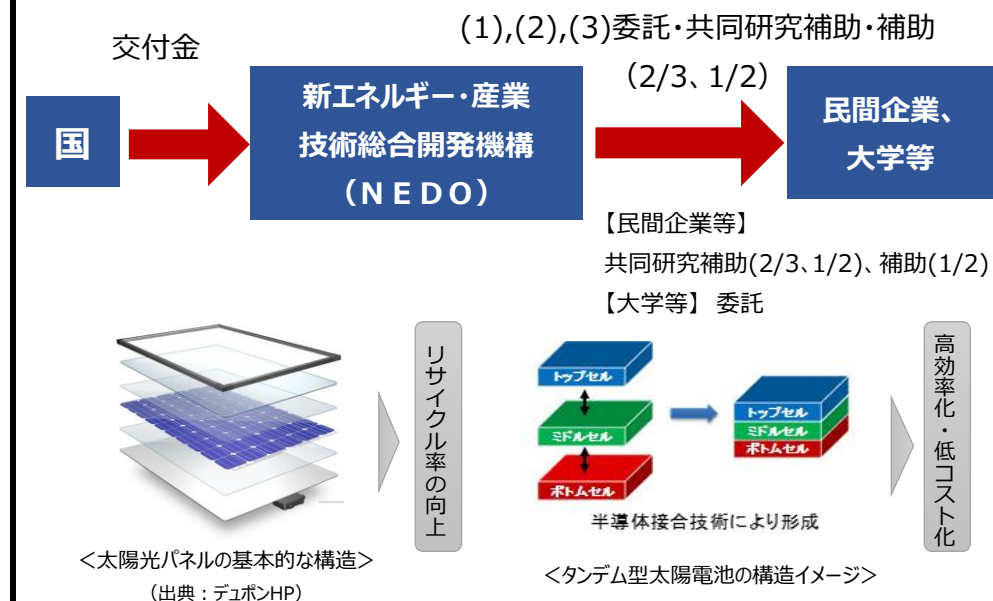 交付金
(1),(2),(3)委託・共同研究補助・補助
（2/3、1/2）
国
新エネルギー・産業
技術総合開発機構
（ＮＥＤＯ）
民間企業、
大学等
【民間企業等】
共同研究補助(2/3、1/2)、補助(1/2)
【大学等】 委託
リサイクル率の向上
トップセル
ミドルセル
ボトムセル
トップセル
ミドルセル
ボトムセル
半導体接合技術により形成
高効率化・低コスト化
＜太陽光パネルの基本的な構造＞
（出典：デュポンHP）
＜タンデム型太陽電池の構造イメージ＞